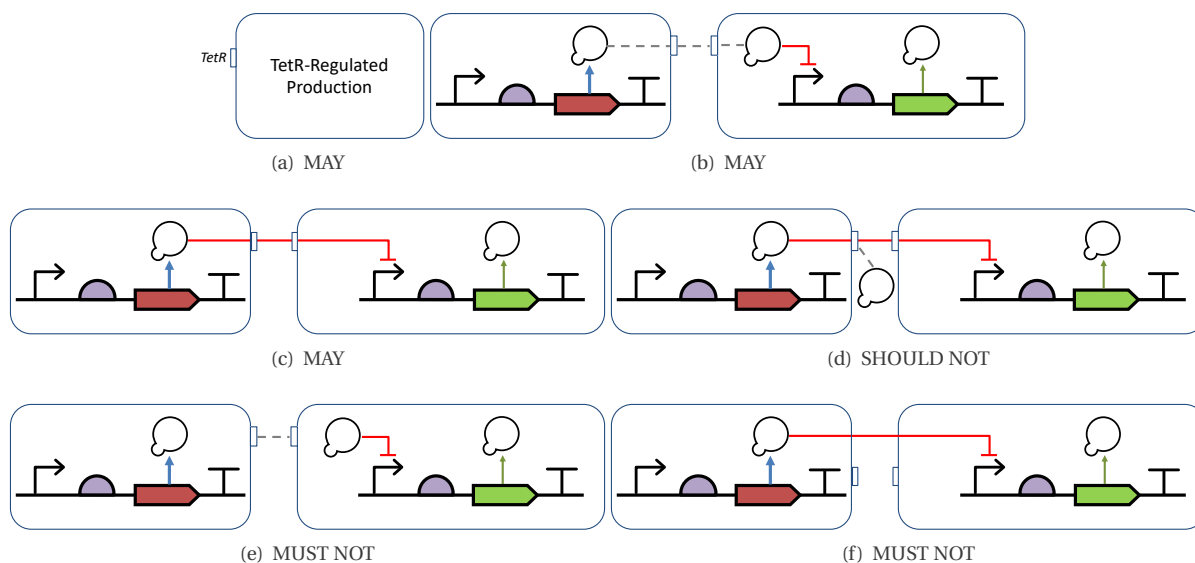 TetR
TetR-Regulated
Production
(a) MAY
(b) MAY
(c) MAY
(d) SHOULD NOT
(e) MUST NOT
(f) MUST NOT